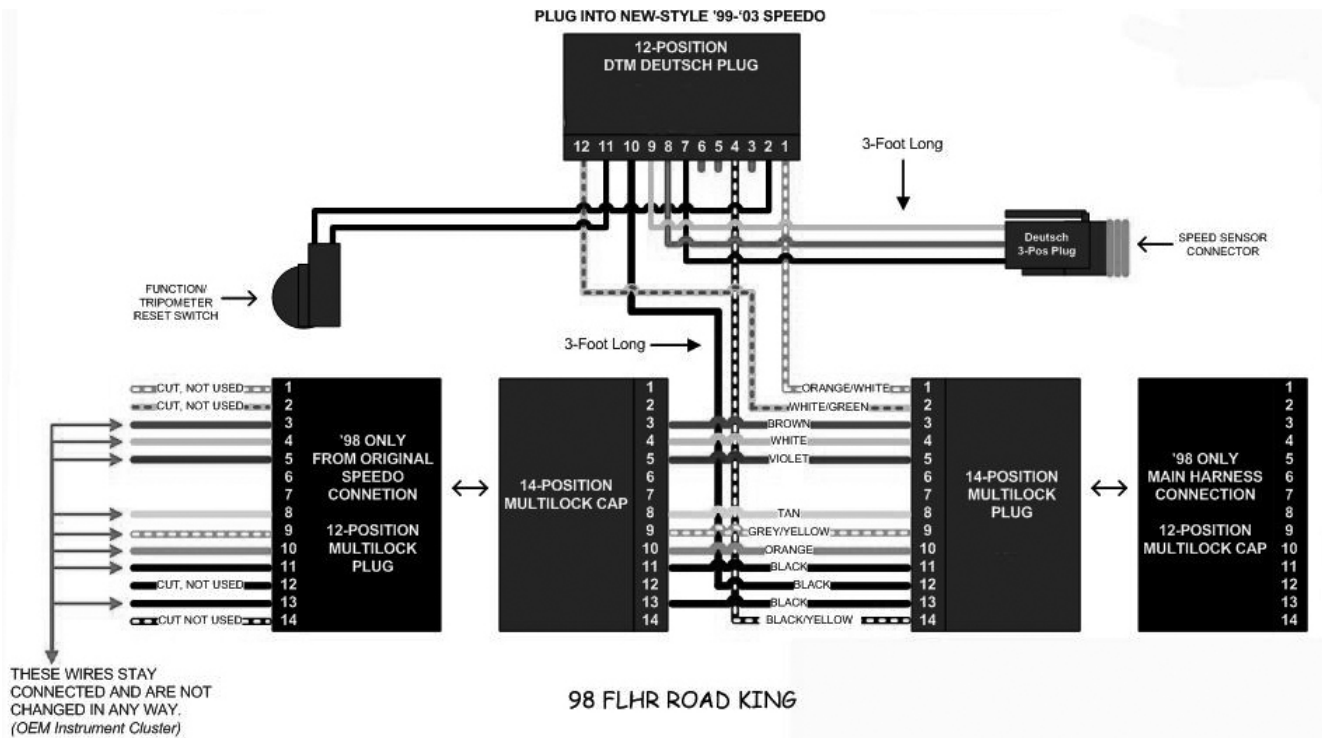 PLUG INTO NEW-STYLE '99-‘03 SPEEDO
12-POSITION
DTM DEUTSCH PLUG
12 11 10 9 8 7 6 5 4 3 2 1
3-Foot Long
Deutsch
3-Pos Plug
SPEED SENSOR
CONNECTOR
FUNCTION/
TRIPOMETER
RESET SWITCH
3-Foot Long
CUT, NOT USED
CUT, NOT USED
CUT, NOT USED
CUT NOT USED
1
2
3
4
5
6
7
8
9
10
11
12
13
14
'98 ONLY
FROM ORIGINAL
SPEEDO
CONNETION
12-POSITION
MULTILOCK
PLUG
14-POSITION
MULTILOCK CAP
1
2
3
4
5
6
7
8
9
10
11
12
13
14
ORANGE/WHITE
WHITE/GREEN
BROWN
WHITE
VIOLET
TAN
GREY/YELLOW
ORANGE
BLACK
BLACK
BLACK
BLACK/YELLOW
1
2
3
4
5
6
7
8
9
10
11
12
13
14
14-POSITION
MULTILOCK
PLUG
'98 ONLY
MAIN HARNESS
CONNECTION
12-POSITION
MULTILOCK CAP
1
2
3
4
5
6
7
8
9
10
11
12
13
14
THESE WIRES STAY
CONNECTED AND ARE NOT
CHANGED IN ANY WAY.
(OEM Instrument Cluster)
98 FLHR ROAD KING